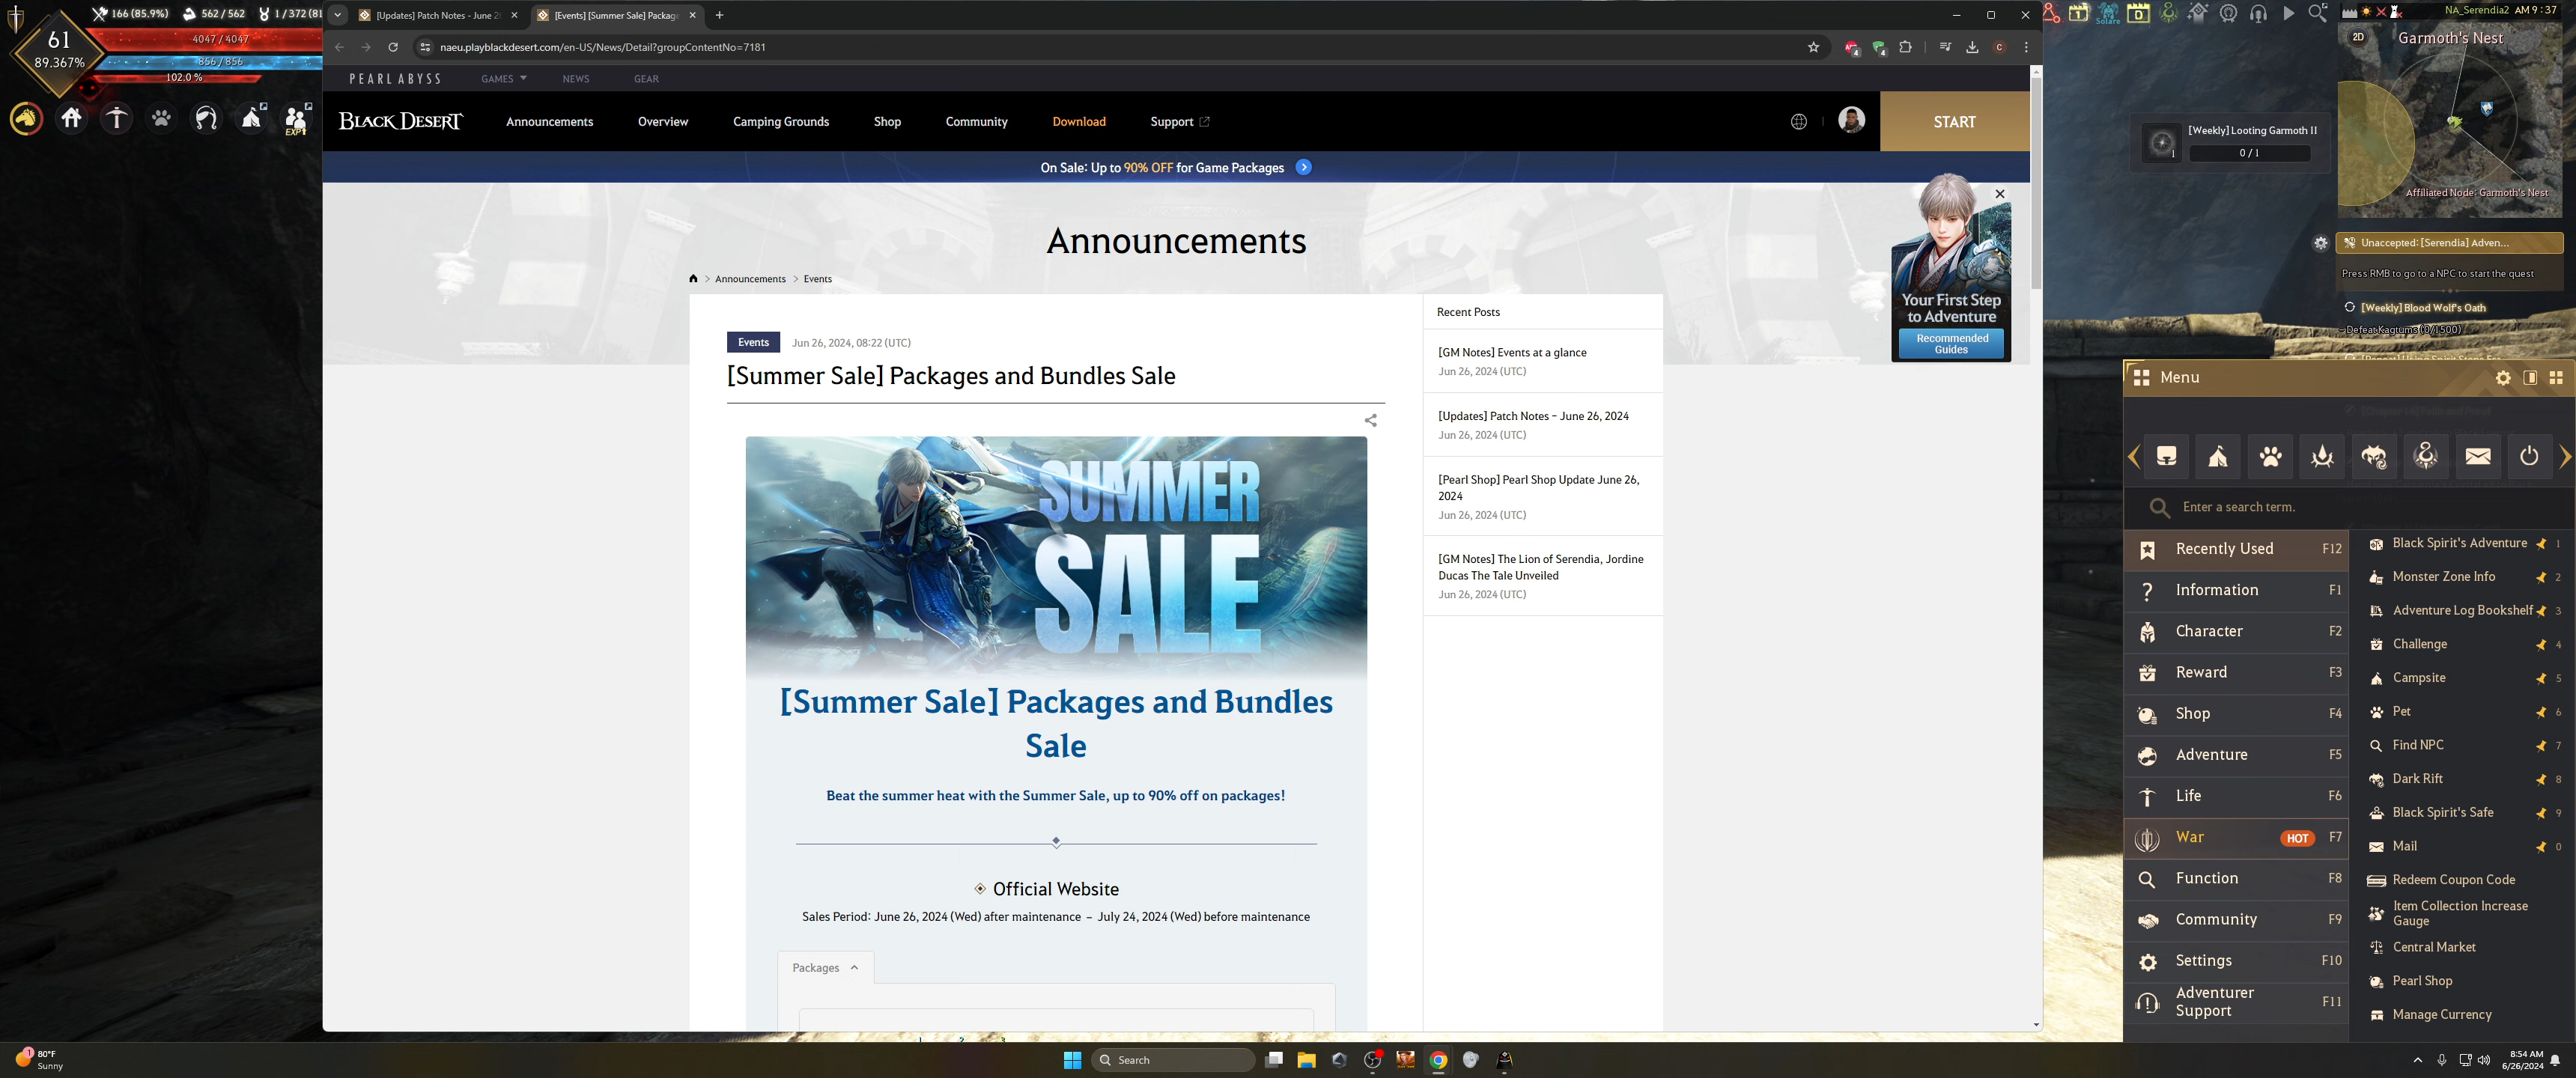 61
89.367%
166 (85.9%)
562 / 562
1 / 372 (81
4047 / 4047
856 / 856
102.0 %
EXP
[Updates] Patch Notes - June 2
[Events] [Summer Sale] Package
naeu.playblackdesert.com/en-US/News/Detail?groupContentNo=7181
PEARL ABYSS
GAMES
NEWS
GEAR
BLACK DESERT
Announcements
Overview
Camping Grounds
Shop
Community
Download
Support
START
On Sale: Up to 90% OFF for Game Packages
Announcements
Announcements > Events
Your First Step
to Adventure
Recommended
Guides
Events
Jun 26, 2024, 08:22 (UTC)
[Summer Sale] Packages and Bundles Sale
SUMMER
SALE
[Summer Sale] Packages and Bundles
Sale
Beat the summer heat with the Summer Sale, up to 90% off on packages!
Official Website
Sales Period: June 26, 2024 (Wed) after maintenance – July 24, 2024 (Wed) before maintenance
Packages
Recent Posts
[GM Notes] Events at a glance
Jun 26, 2024 (UTC)
[Updates] Patch Notes - June 26, 2024
Jun 26, 2024 (UTC)
[Pearl Shop] Pearl Shop Update June 26,
2024
Jun 26, 2024 (UTC)
[GM Notes] The Lion of Serendia, Jordine
Ducas The Tale Unveiled
Jun 26, 2024 (UTC)
Solare
NA_Serendia2 AM 9 : 37
2D
Garmoth's Nest
Affiliated Node: Garmoth's Nest
[Weekly] Looting Garmoth II
1
0 / 1
Unaccepted: [Serendia] Adven...
Press RMB to go to a NPC to start the quest
[Weekly] Blood Wolf's Oath
Defeat Kagtums (0/1500)
Menu
Enter a search term.
Recently Used F12
Information F1
Character F2
Reward F3
Shop F4
Adventure F5
Life F6
War HOT F7
Function F8
Community F9
Settings F10
Adventurer
Support F11
Black Spirit's Adventure 1
Monster Zone Info 2
Adventure Log Bookshelf 3
Challenge 4
Campsite 5
Pet 6
Find NPC 7
Dark Rift 8
Black Spirit's Safe 9
Mail 0
Redeem Coupon Code
Item Collection Increase
Gauge
Central Market
Pearl Shop
Manage Currency
1
80°F
Sunny
Search
8:54 AM
6/26/2024